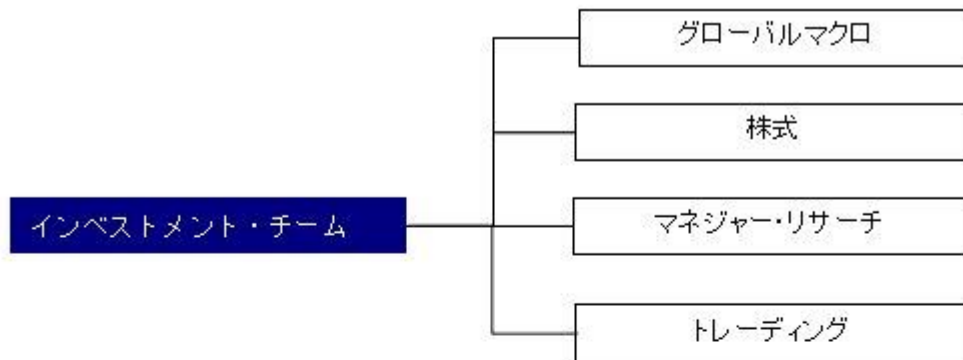 グローバルマクロ
株式
インベストメント・チーム
マネジャー・リサーチ
トレーディング